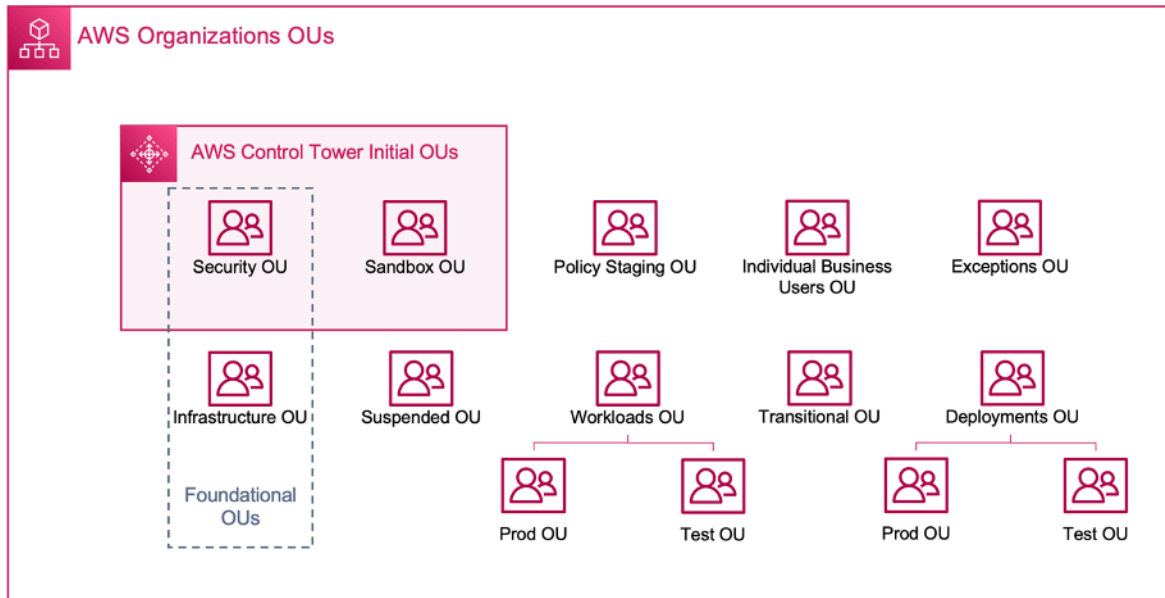 AWS Organizations OUs
AWS Control Tower Initial OUs
Security OU
Sandbox OU
Policy Staging OU
Individual Business
Users OU
Exceptions OU
Infrastructure OU
Suspended OU
Workloads OU
Transitional OU
Deployments OU
Foundational
OUs
Prod OU
Test OU
Prod OU
Test OU